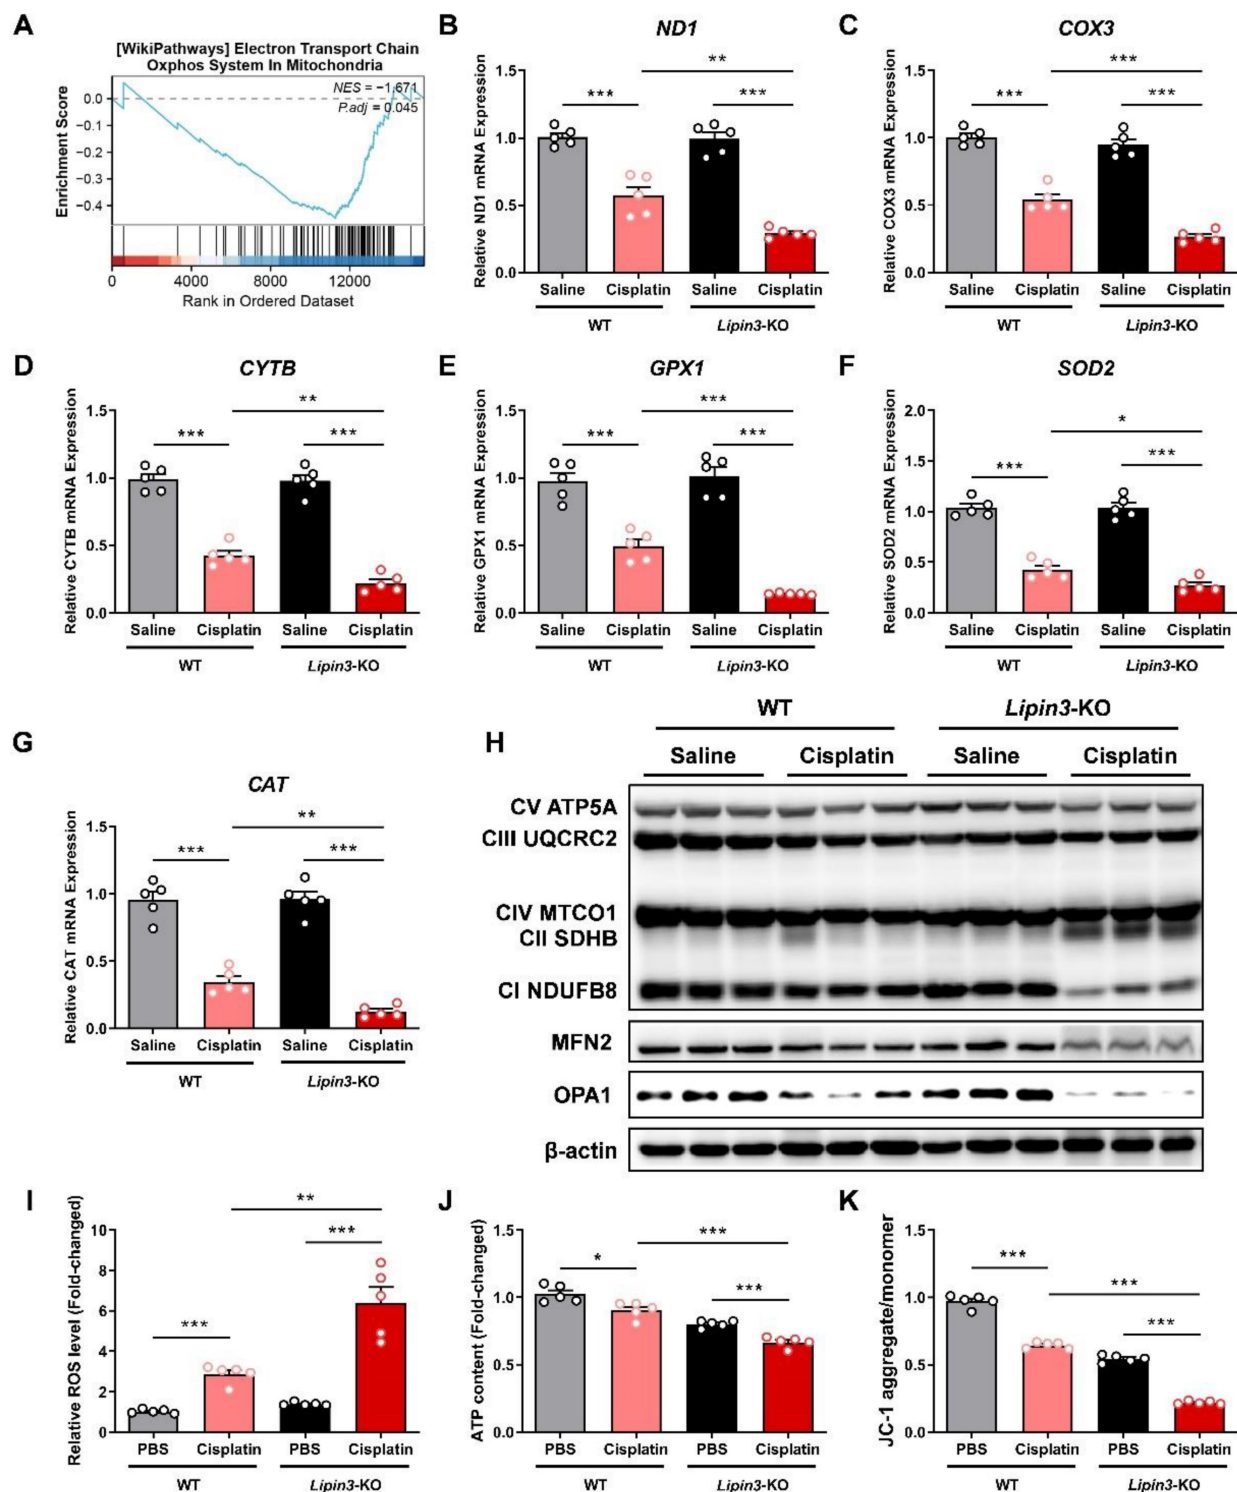 A
[WikiPathways] Electron Transport Chain
Oxphos System In Mitochondria
NES = −1.671
P.adj = 0.045
Enrichment Score
0.0
−0.1
−0.2
−0.3
−0.4
0 4000 8000 12000
Rank in Ordered Dataset
B
ND1
Relative ND1 mRNA Expression
1.5
1.0
0.5
0.0
**
*** ***
Saline Cisplatin Saline Cisplatin
WT Lipin3-KO
C
COX3
Relative COX3 mRNA Expression
1.5
1.0
0.5
0.0
***
*** ***
Saline Cisplatin Saline Cisplatin
WT Lipin3-KO
D
CYTB
Relative CYTB mRNA Expression
1.5
1.0
0.5
0.0
**
*** ***
Saline Cisplatin Saline Cisplatin
WT Lipin3-KO
E
GPX1
Relative GPX1 mRNA Expression
1.5
1.0
0.5
0.0
***
*** ***
Saline Cisplatin Saline Cisplatin
WT Lipin3-KO
F
SOD2
Relative SOD2 mRNA Expression
2.0
1.5
1.0
0.5
0.0
*
*** ***
Saline Cisplatin Saline Cisplatin
WT Lipin3-KO
G
CAT
Relative CAT mRNA Expression
1.5
1.0
0.5
0.0
**
*** ***
Saline Cisplatin Saline Cisplatin
WT Lipin3-KO
H
WT Lipin3-KO
Saline Cisplatin Saline Cisplatin
CV ATP5A
CIII UQCRC2
CIV MTCO1
CII SDHB
CI NDUFB8
MFN2
OPA1
β-actin
I
Relative ROS level (Fold-changed)
10
8
6
4
2
0
**
*** ***
PBS Cisplatin PBS Cisplatin
WT Lipin3-KO
J
ATP content (Fold-changed)
1.5
1.0
0.5
0.0
***
* ***
PBS Cisplatin PBS Cisplatin
WT Lipin3-KO
K
JC-1 aggregate/monomer
1.5
1.0
0.5
0.0
***
***
***
PBS Cisplatin PBS Cisplatin
WT Lipin3-KO